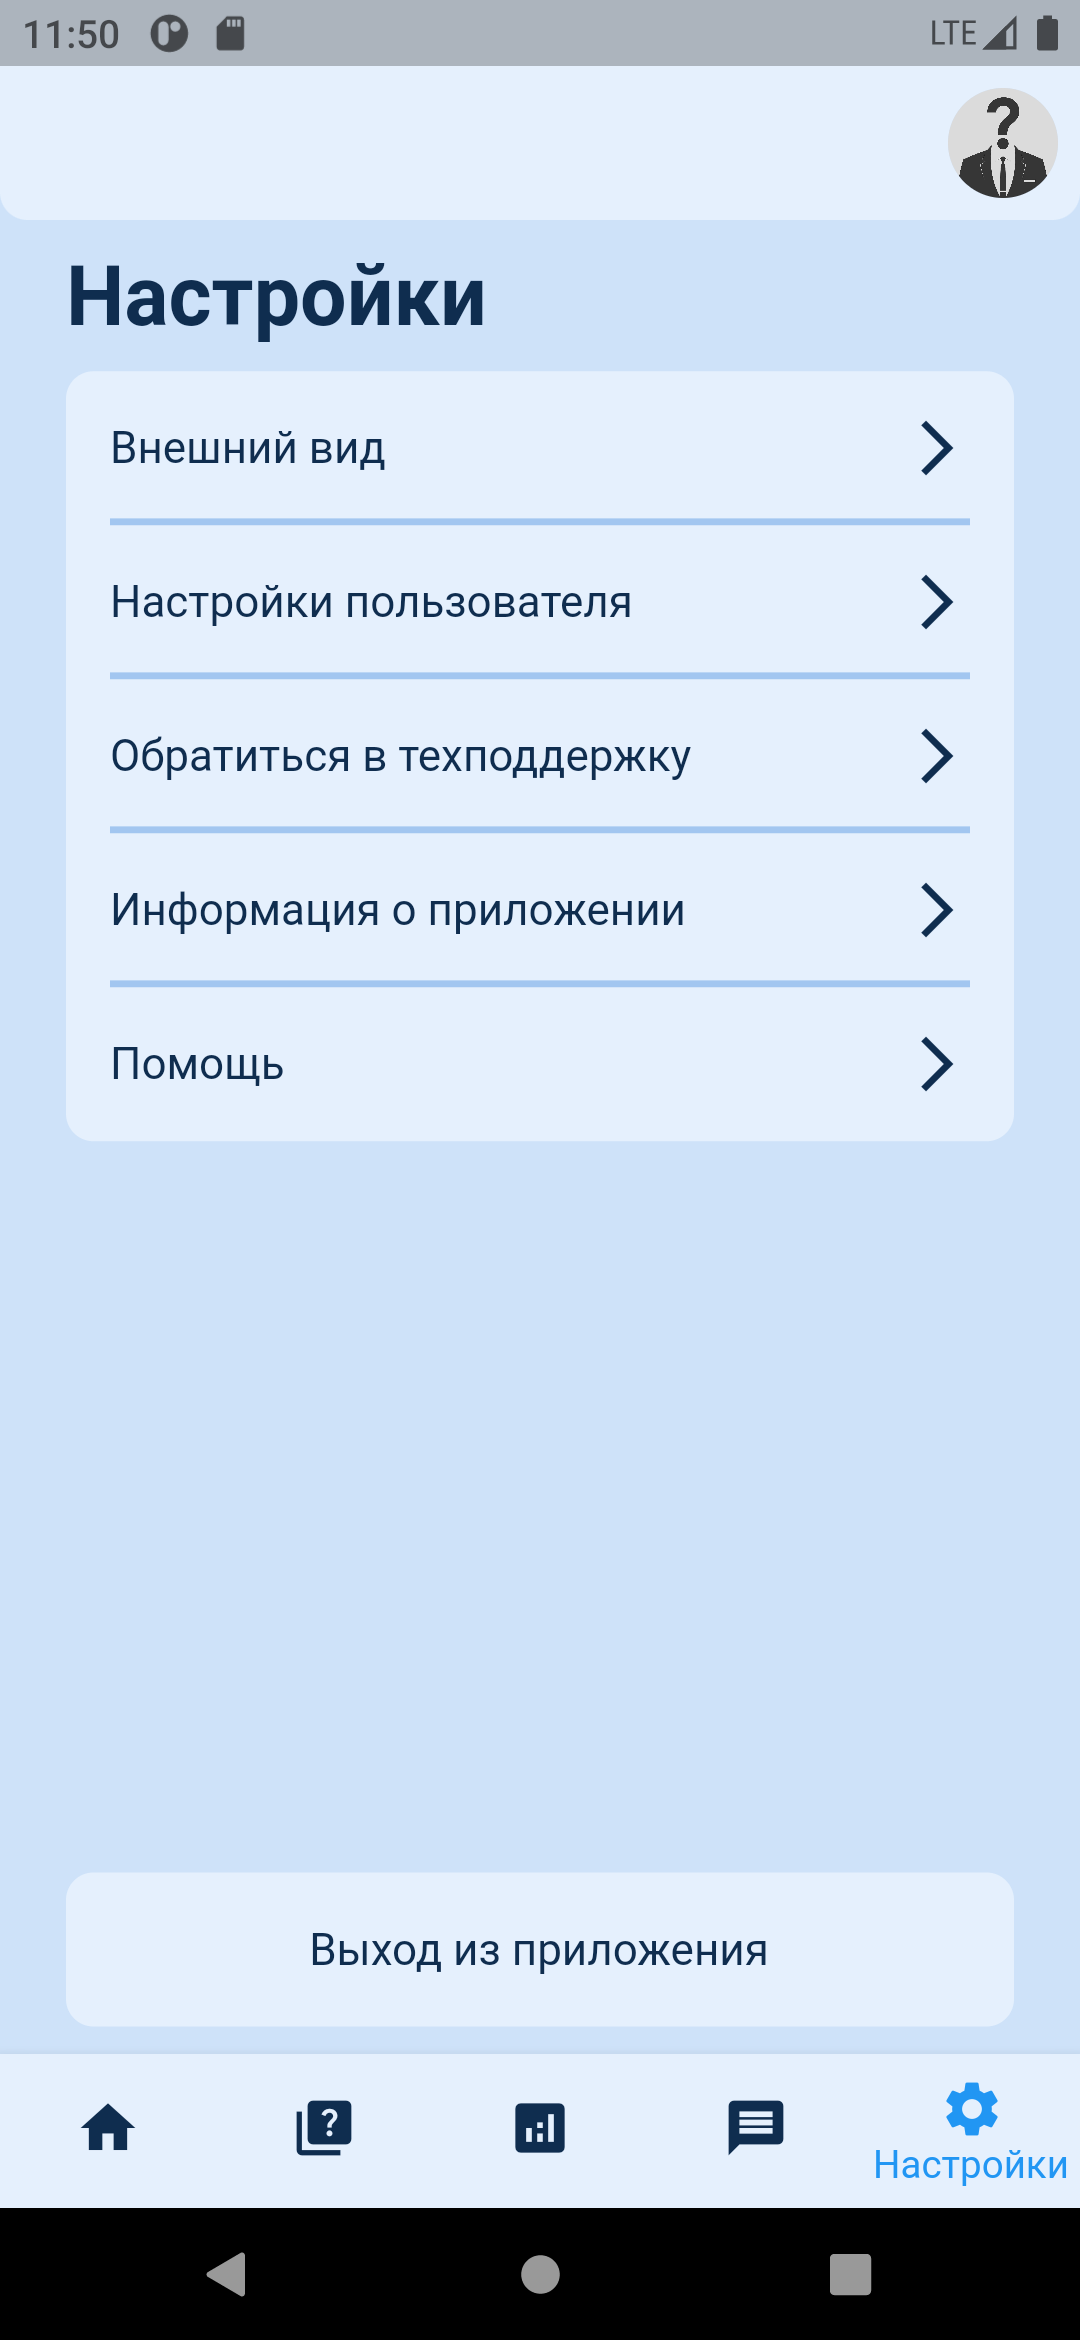 11:50
LTE
Настройки
Внешний вид
Настройки пользователя
Обратиться в техподдержку
Информация о приложении
Помощь
Выход из приложения
Настройки